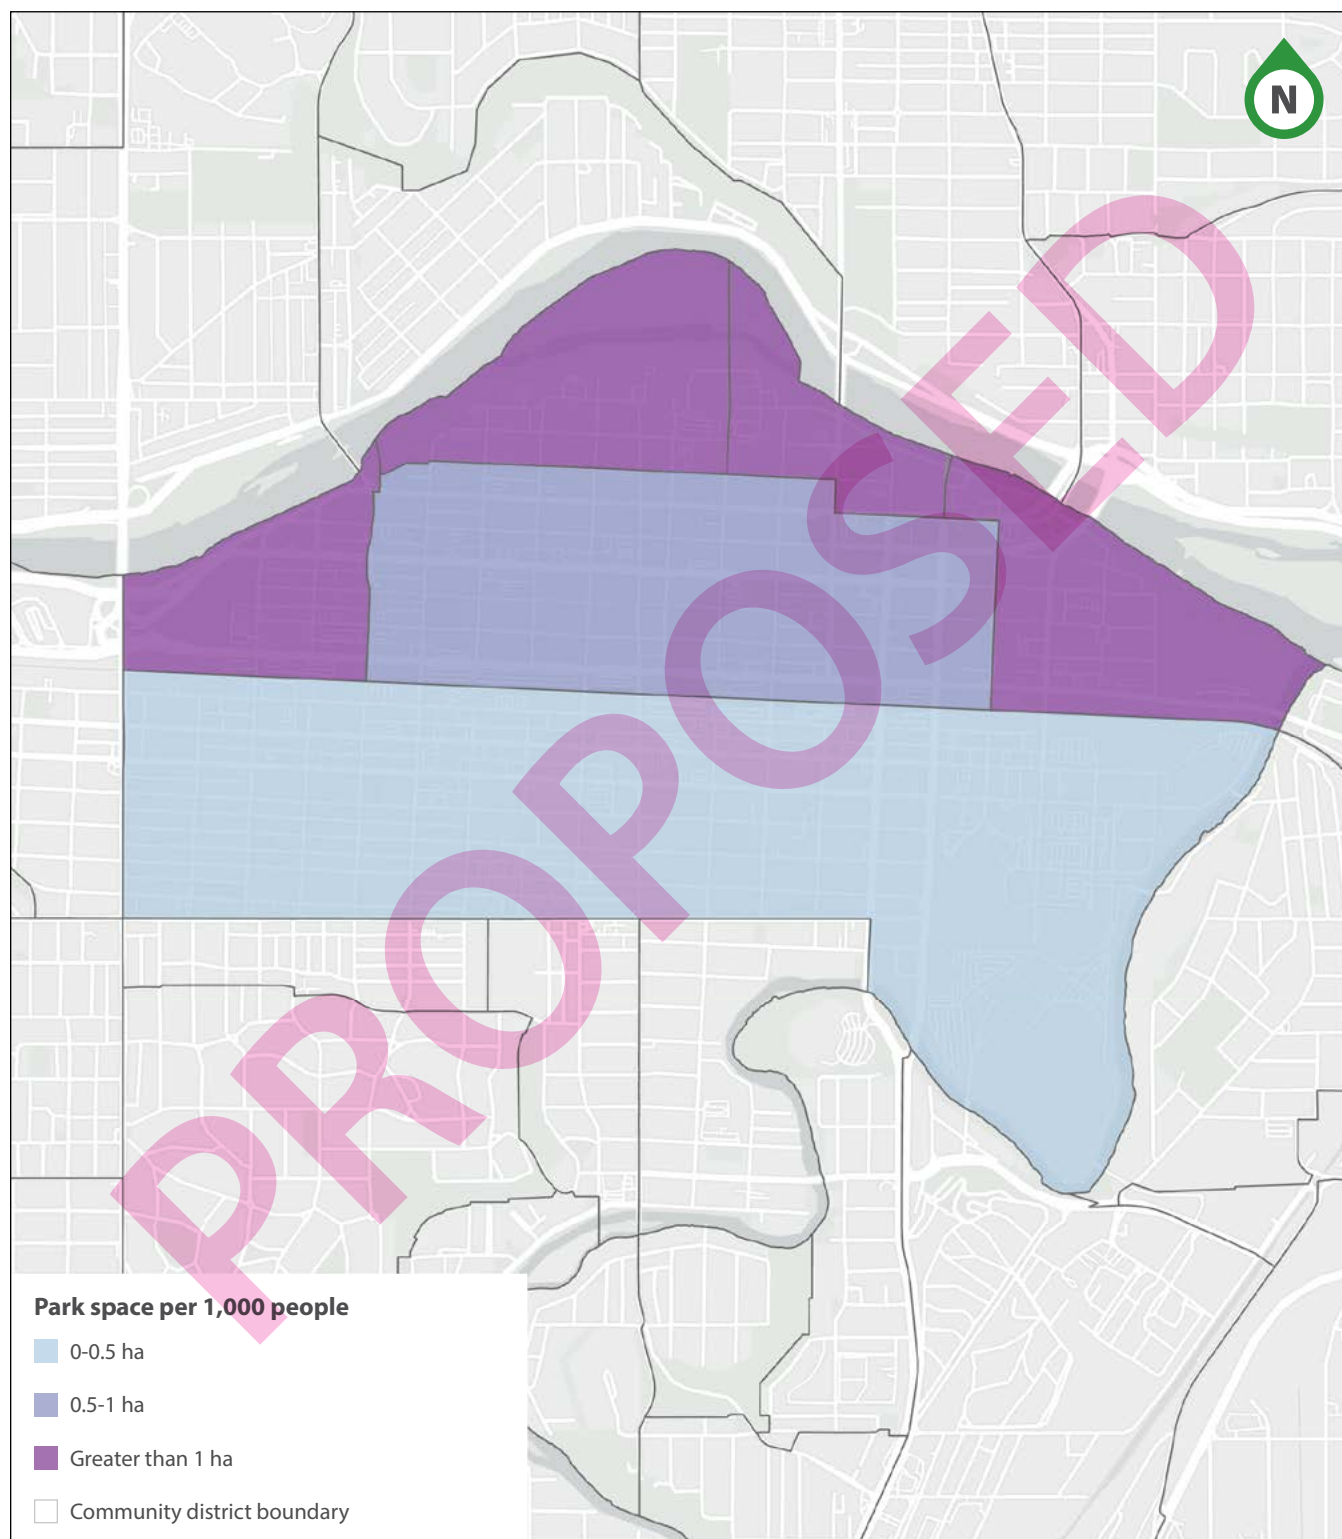 N
PROPOSED
Park space per 1,000 people
0-0.5 ha
0.5-1 ha
Greater than 1 ha
Community district boundary